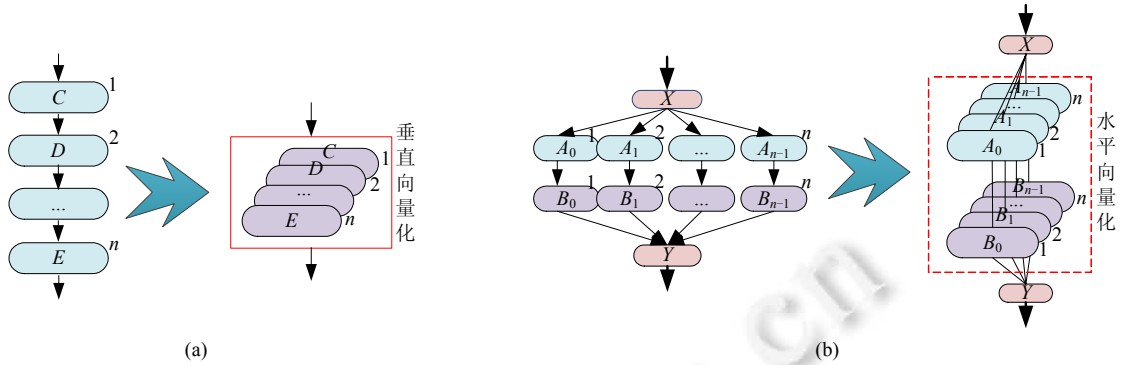 C 1
D 2
...
E n
C 1
D 2
...
E n
垂直向量化
(a)
X
A0 1 A1 2 ... An−1 n
B0 1 B1 2 ... Bn−1 n
Y
X
An−1 n
...
A1 2
A0 1
Bn−1 n
...
B1 2
B0 1
Y
水平向量化
(b)
cn